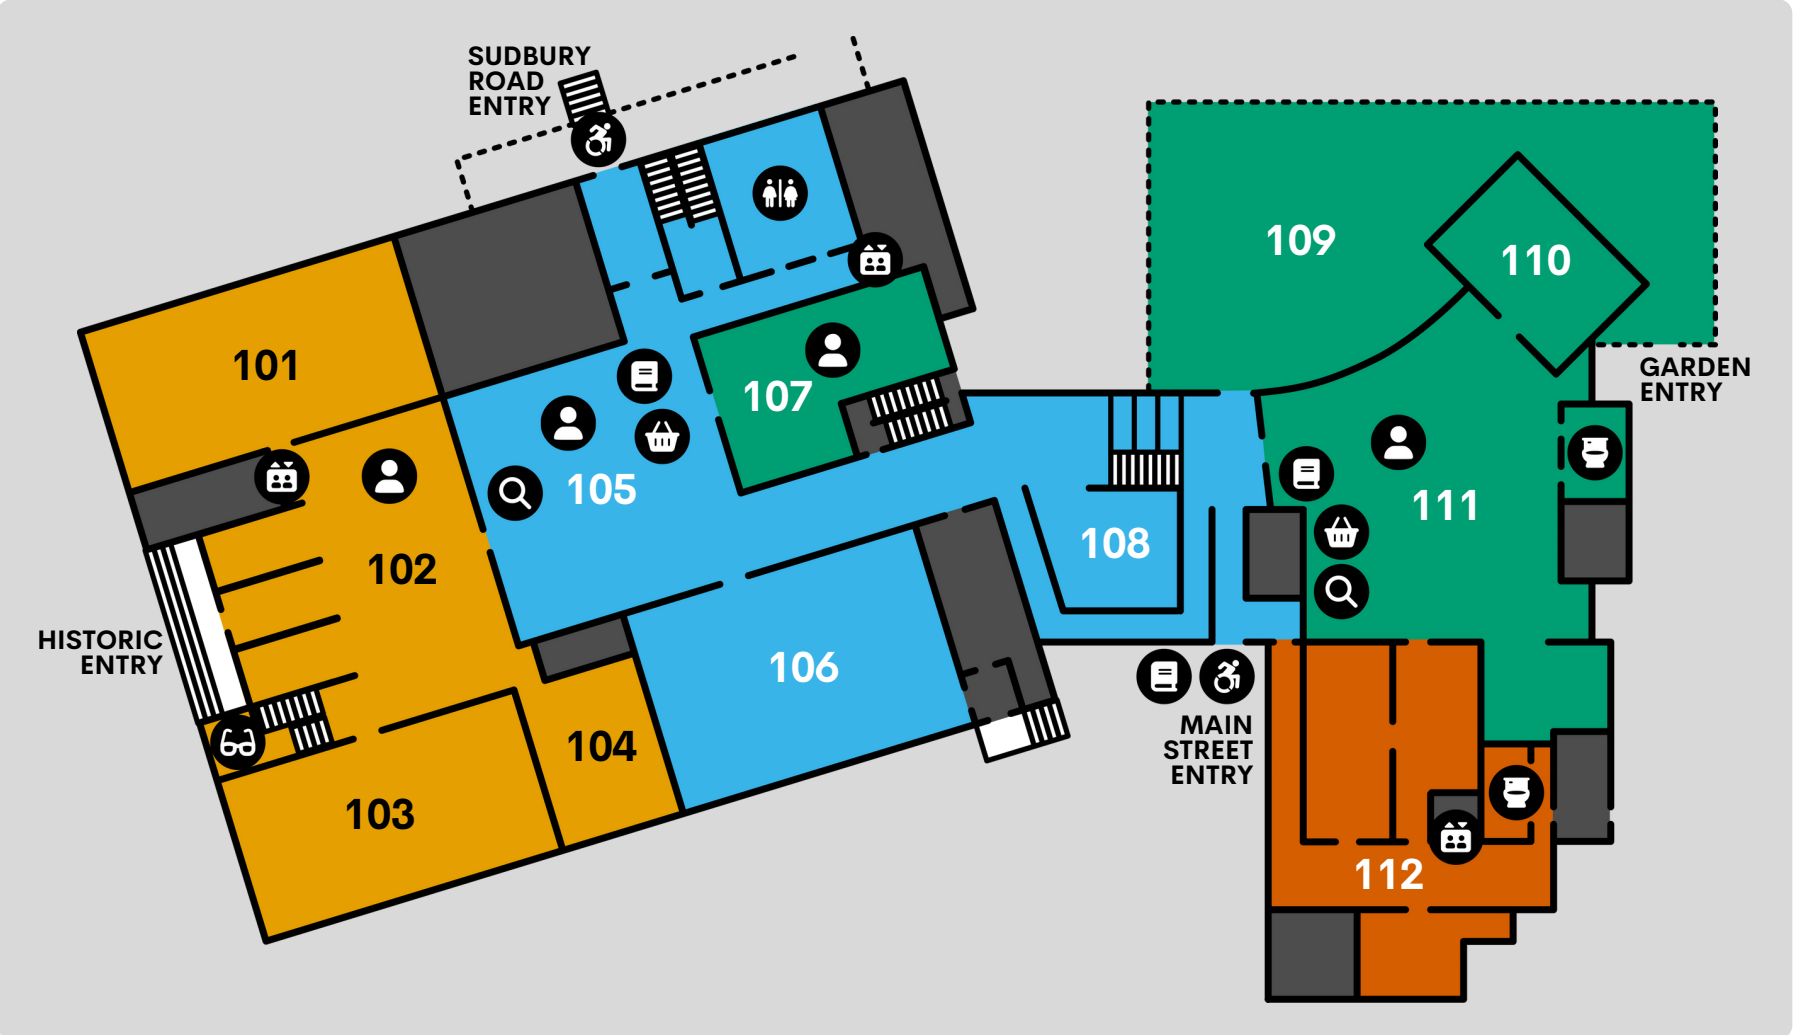 SUDBURY
ROAD
ENTRY
109
110
101
107
GARDEN
ENTRY
105
111
108
102
HISTORIC
ENTRY
106
104
MAIN
STREET
ENTRY
103
112